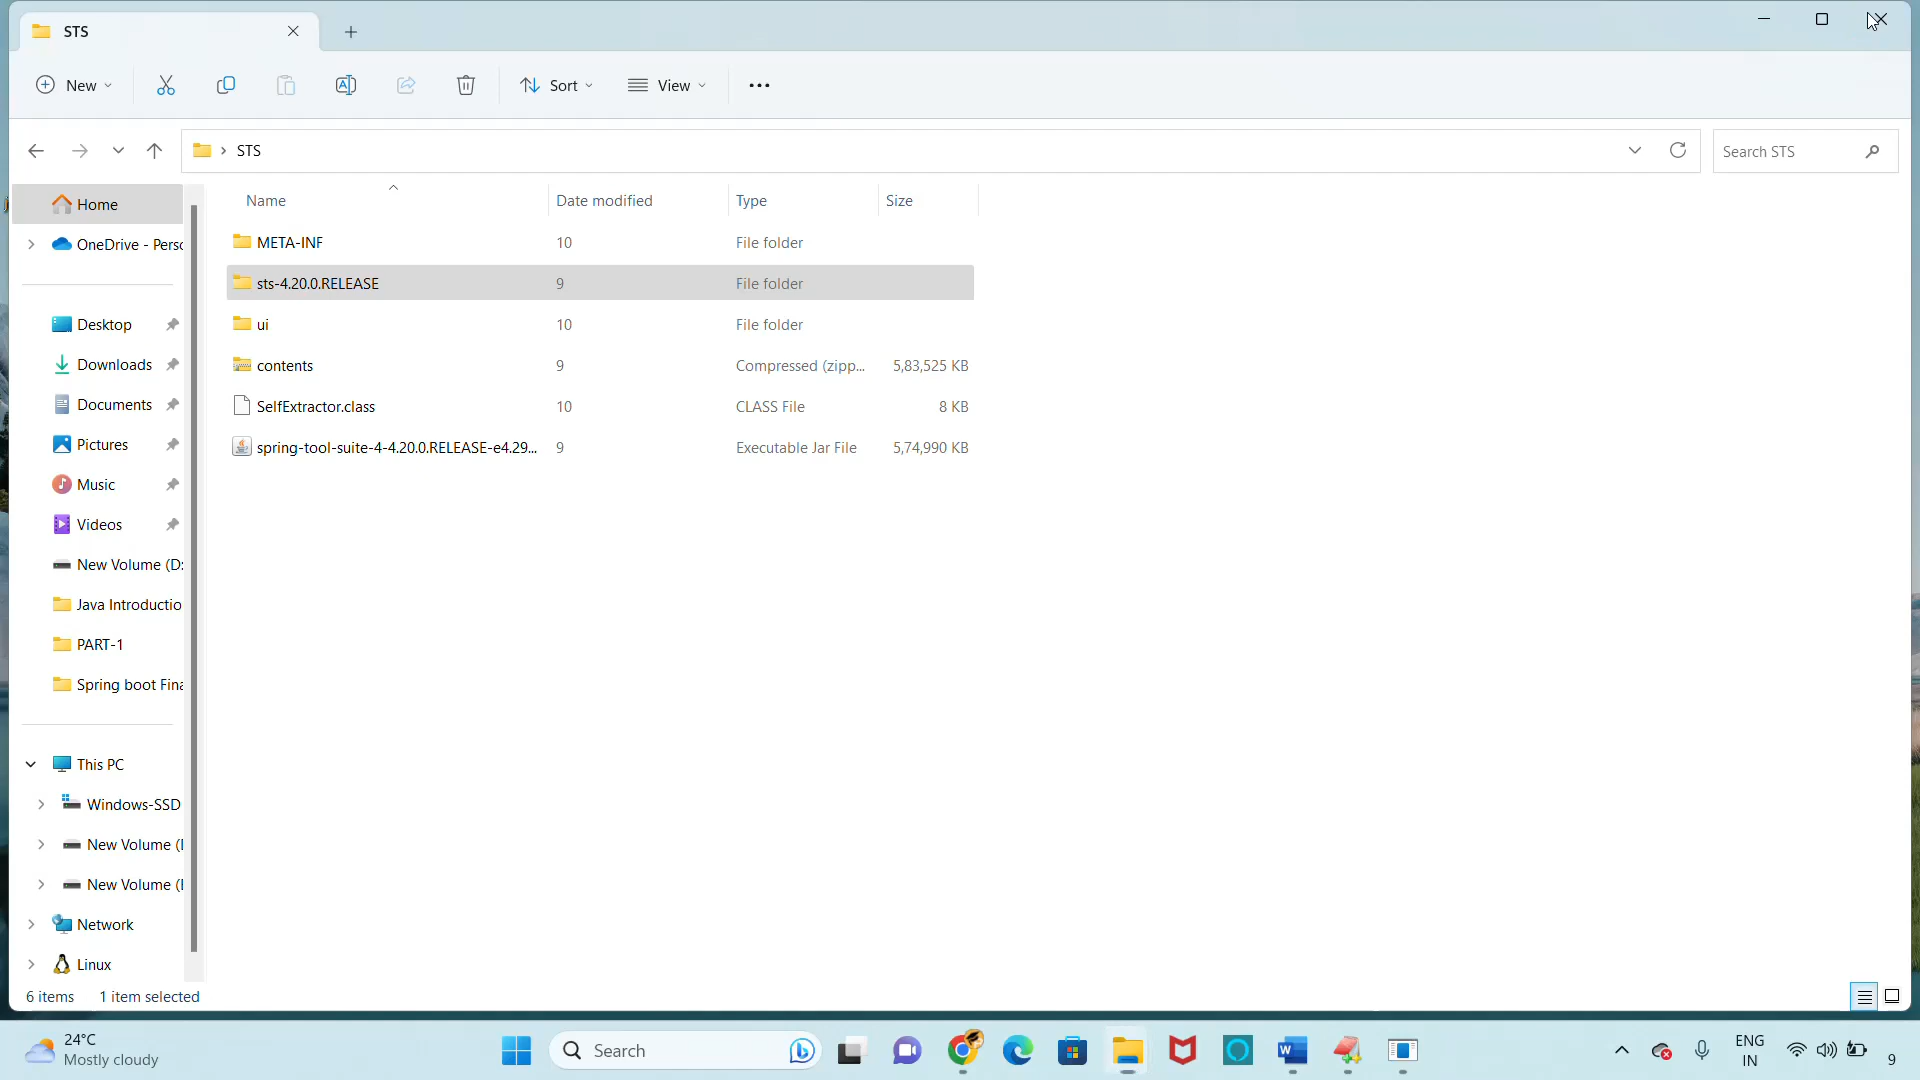 STS
New
Sort
View
STS
Search STS
Home
OneDrive - Perso
Desktop
Downloads
Documents
Pictures
Music
Videos
New Volume (D:
Java Introductio
PART-1
Spring boot Fina
This PC
Windows-SSD
New Volume (
New Volume (
Network
Linux
Name Date modified Type Size
META-INF 10 File folder
sts-4.20.0.RELEASE 9 File folder
ui 10 File folder
contents 9 Compressed (zipp... 5,83,525 KB
SelfExtractor.class 10 CLASS File 8 KB
spring-tool-suite-4-4.20.0.RELEASE-e4.29... 9 Executable Jar File 5,74,990 KB
6 items 1 item selected
24°C
Mostly cloudy
Search
W
ENG
IN
9